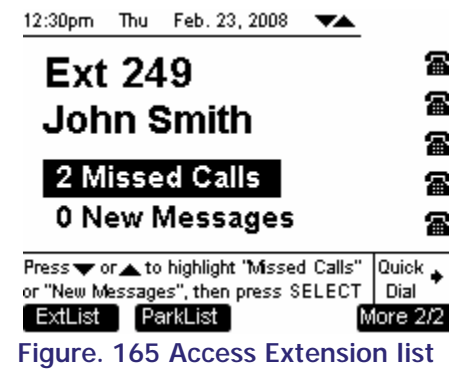 12:30pm Thu Feb. 23, 2008 ▼▲
Ext 249
John Smith
2 Missed Calls
0 New Messages
Press ▼ or ▲ to highlight "Missed Calls"
or "New Messages", then press SELECT
Quick
Dial
ExtList ParkList More 2/2
Figure. 165 Access Extension list